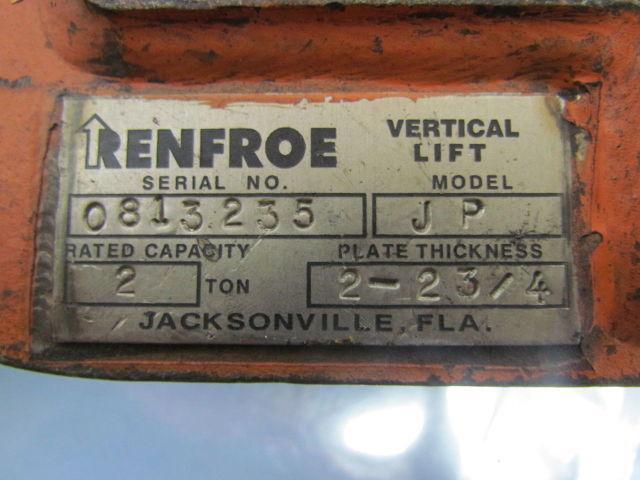 RENFROE VERTICAL LIFT
SERIAL NO. MODEL
0813235 JP
RATED CAPACITY PLATE THICKNESS
2 TON 2-23/4
JACKSONVILLE, FLA.